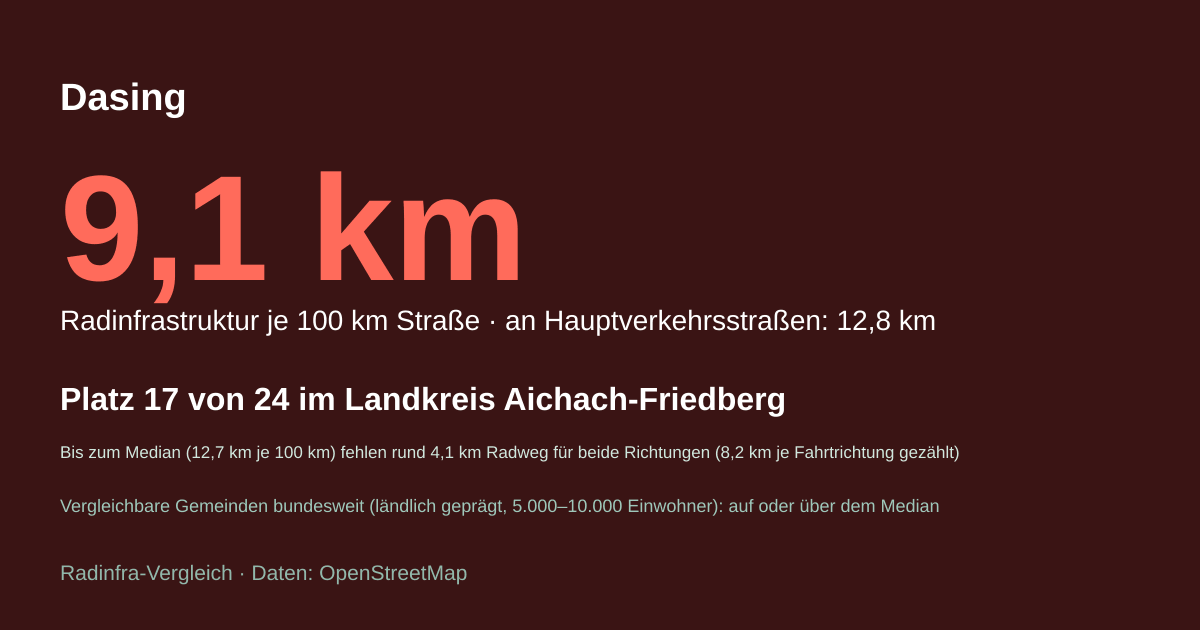 Dasing
9,1 km
Radinfrastruktur je 100 km Straße · an Hauptverkehrsstraßen: 12,8 km
Platz 17 von 24 im Landkreis Aichach-Friedberg
Bis zum Median (12,7 km je 100 km) fehlen rund 4,1 km Radweg für beide Richtungen (8,2 km je Fahrtrichtung gezählt)
Vergleichbare Gemeinden bundesweit (ländlich geprägt, 5.000–10.000 Einwohner): auf oder über dem Median
Radinfra-Vergleich · Daten: OpenStreetMap